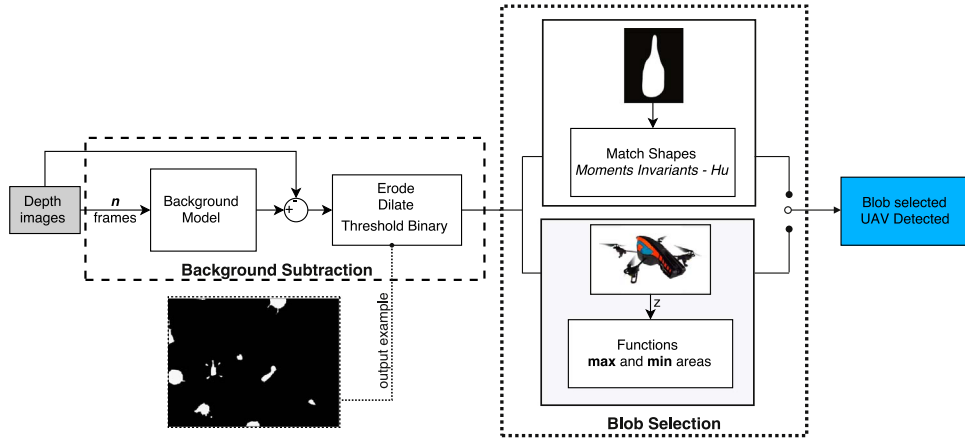 Depth
images
n
frames
Background
Model
+
-
Erode
Dilate
Threshold Binary
Background Subtraction
output example
Match Shapes
Moments Invariants - Hu
z
Functions
max and min areas
Blob Selection
Blob selected
UAV Detected